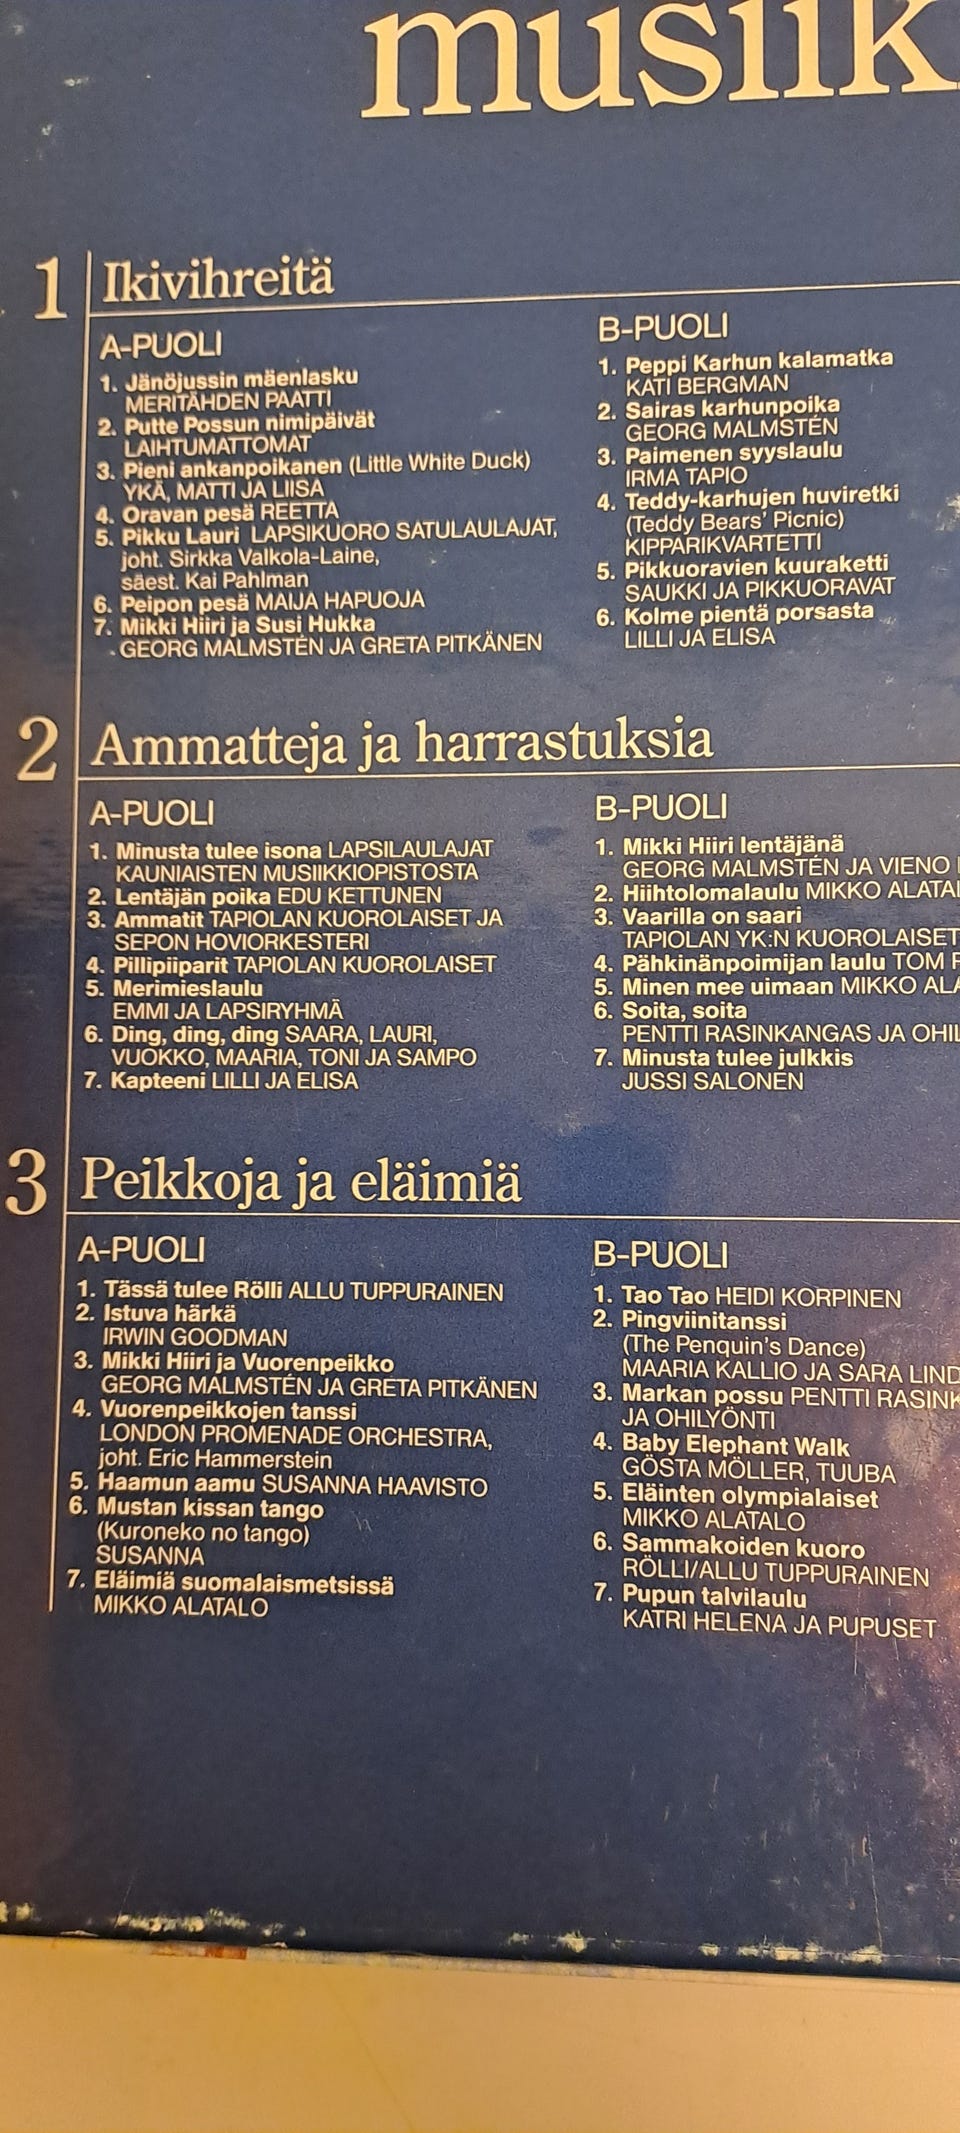 musiik
1 Ikivihreitä
A-PUOLI
1. Jänöjussin mäenlasku
MERITÄHDEN PAATTI
2. Putte Possun nimipäivät
LAIHTUMATTOMAT
3. Pieni ankanpoikanen (Little White Duck)
YKÄ, MATTI JA LIISA
4. Oravan pesä REETTA
5. Pikku Lauri LAPSIKUORO SATULAULAJAT,
joht. Sirkka Valkola-Laine,
säest. Kai Pahlman
6. Peipon pesä MAIJA HAPUOJA
7. Mikki Hiiri ja Susi Hukka
GEORG MALMSTÉN JA GRETA PITKÄNEN
B-PUOLI
1. Peppi Karhun kalamatka
KATI BERGMAN
2. Sairas karhunpoika
GEORG MALMSTÉN
3. Paimenen syyslaulu
IRMA TAPIO
4. Teddy-karhujen huviretki
(Teddy Bears' Picnic)
KIPPARIKVARTETTI
5. Pikkuoravien kuuraketti
SAUKKI JA PIKKUORAVAT
6. Kolme pientä porsasta
LILLI JA ELISA
2 Ammatteja ja harrastuksia
A-PUOLI
1. Minusta tulee isona LAPSILAULAJAT
KAUNIAISTEN MUSIIKKIOPISTOSTA
2. Lentäjän poika EDU KETTUNEN
3. Ammatit TAPIOLAN KUOROLAISET JA
SEPON HOVIORKESTERI
4. Pillipiiparit TAPIOLAN KUOROLAISET
5. Merimieslaulu
EMMI JA LAPSIRYHMÄ
6. Ding, ding, ding SAARA, LAURI,
VUOKKO, MAARIA, TONI JA SAMPO
7. Kapteeni LILLI JA ELISA
B-PUOLI
1. Mikki Hiiri lentäjänä
GEORG MALMSTÉN JA VIENO
2. Hiihtolomalaulu MIKKO ALATAL
3. Vaarilla on saari
TAPIOLAN YK:N KUOROLAISET
4. Pähkinänpoimijan laulu TOM
5. Minen mee uimaan MIKKO ALA
6. Soita, soita
PENTTI RASINKANGAS JA OHIL
7. Minusta tulee julkkis
JUSSI SALONEN
3 Peikkoja ja eläimiä
A-PUOLI
1. Tässä tulee Rölli ALLU TUPPURAINEN
2. Istuva härkä
IRWIN GOODMAN
3. Mikki Hiiri ja Vuorenpeikko
GEORG MALMSTÉN JA GRETA PITKÄNEN
4. Vuorenpeikkojen tanssi
LONDON PROMENADE ORCHESTRA,
joht. Eric Hammerstein
5. Haamun aamu SUSANNA HAAVISTO
6. Mustan kissan tango
(Kuroneko no tango)
SUSANNA
7. Eläimiä suomalaismetsissä
MIKKO ALATALO
B-PUOLI
1. Tao Tao HEIDI KORPINEN
2. Pingviinitanssi
(The Penquin's Dance)
MAARIA KALLIO JA SARA LIND
3. Markan possu PENTTI RASINK
JA OHILYÖNTI
4. Baby Elephant Walk
GÖSTA MÖLLER, TUUBA
5. Eläinten olympialaiset
MIKKO ALATALO
6. Sammakoiden kuoro
RÖLLI/ALLU TUPPURAINEN
7. Pupun talvilaulu
KATRI HELENA JA PUPUSET